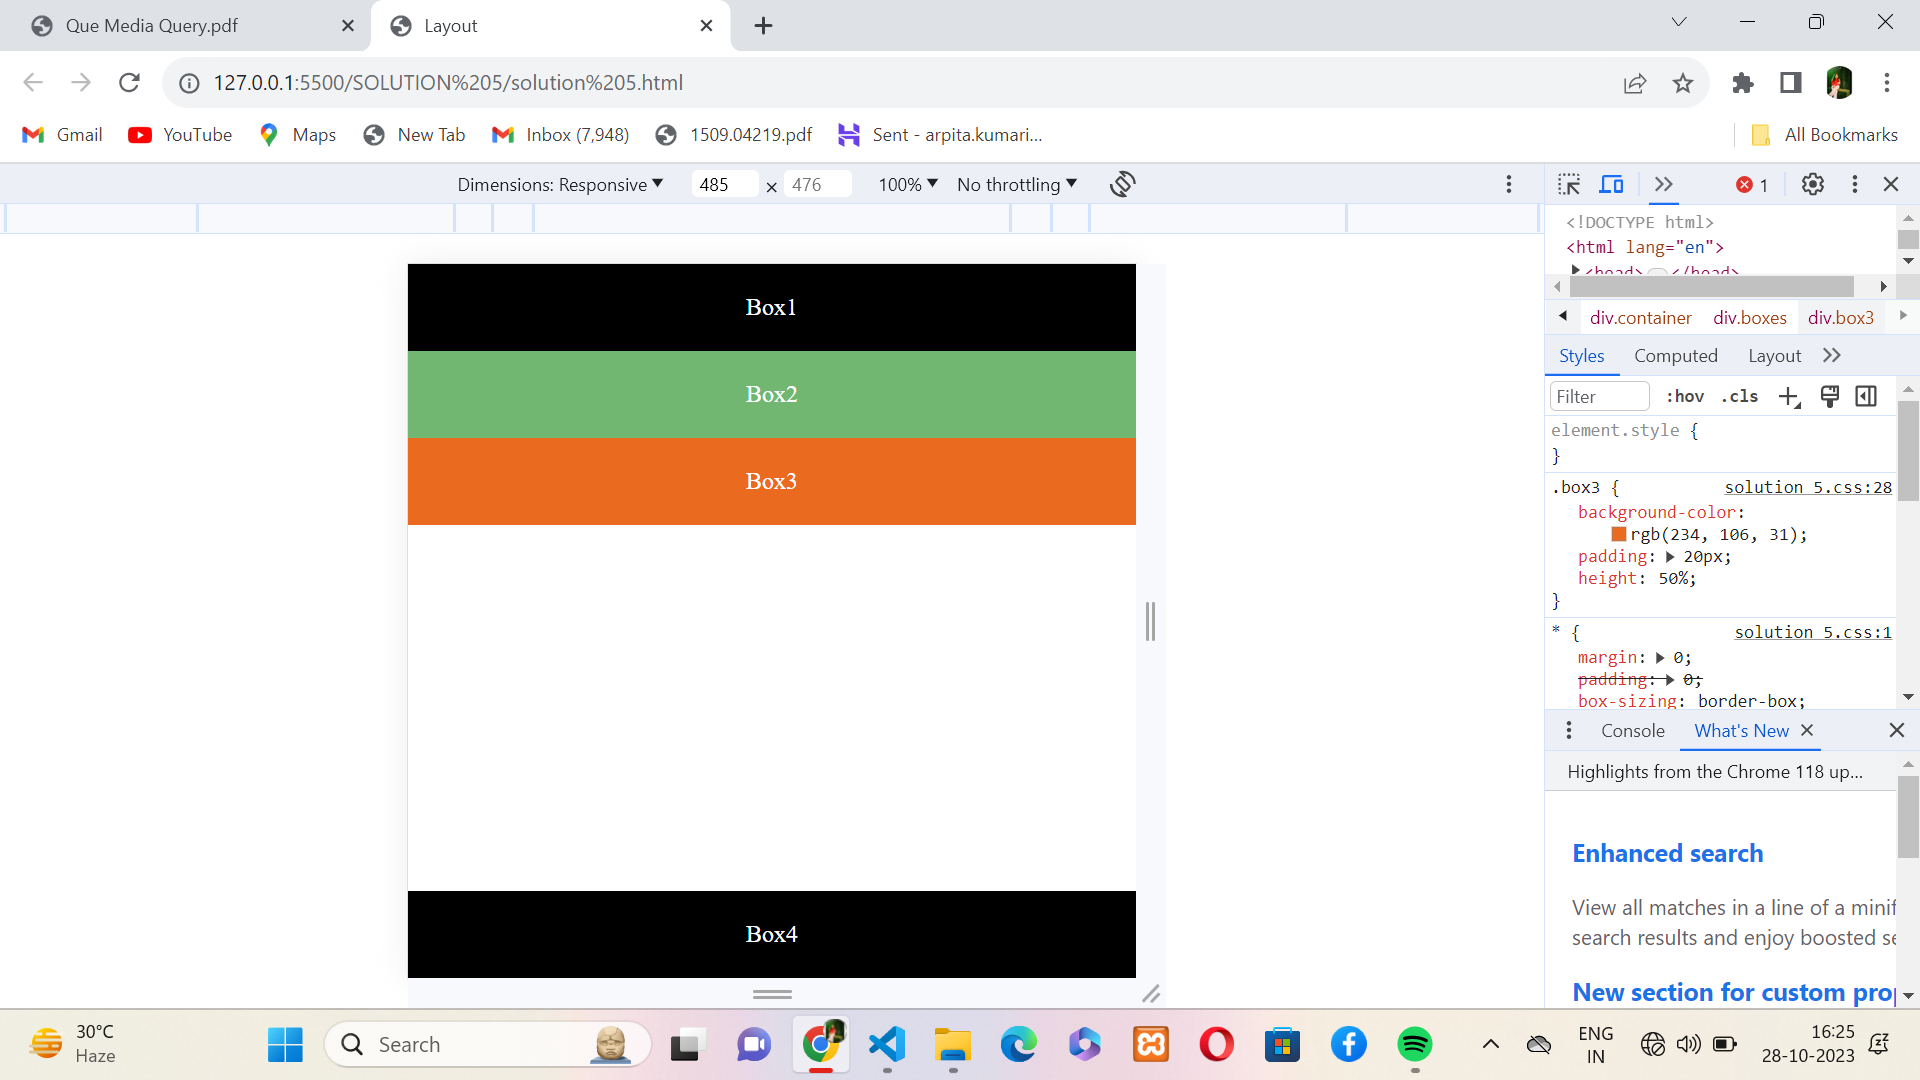 Que Media Query.pdf
Layout
127.0.0.1:5500/SOLUTION%205/solution%205.html
Gmail
YouTube
Maps
New Tab
Inbox (7,948)
1509.04219.pdf
Sent - arpita.kumari...
All Bookmarks
Dimensions: Responsive
485
×
476
100%
No throttling
1
<!DOCTYPE html>
<html lang="en">
<head> </head>
div.container
div.boxes
div.box3
Styles
Computed
Layout
Filter
:hov
.cls
element.style {
}
.box3 {
solution 5.css:28
background-color:
rgb(234, 106, 31);
padding: 20px;
height: 50%;
}
* {
solution 5.css:1
margin: 0;
padding: 0;
box-sizing: border-box;
Console
What's New
Highlights from the Chrome 118 up...
Enhanced search
View all matches in a line of a minif
search results and enjoy boosted se
New section for custom prop
Box1
Box2
Box3
Box4
30°C
Haze
Search
ENG
IN
16:25
28-10-2023